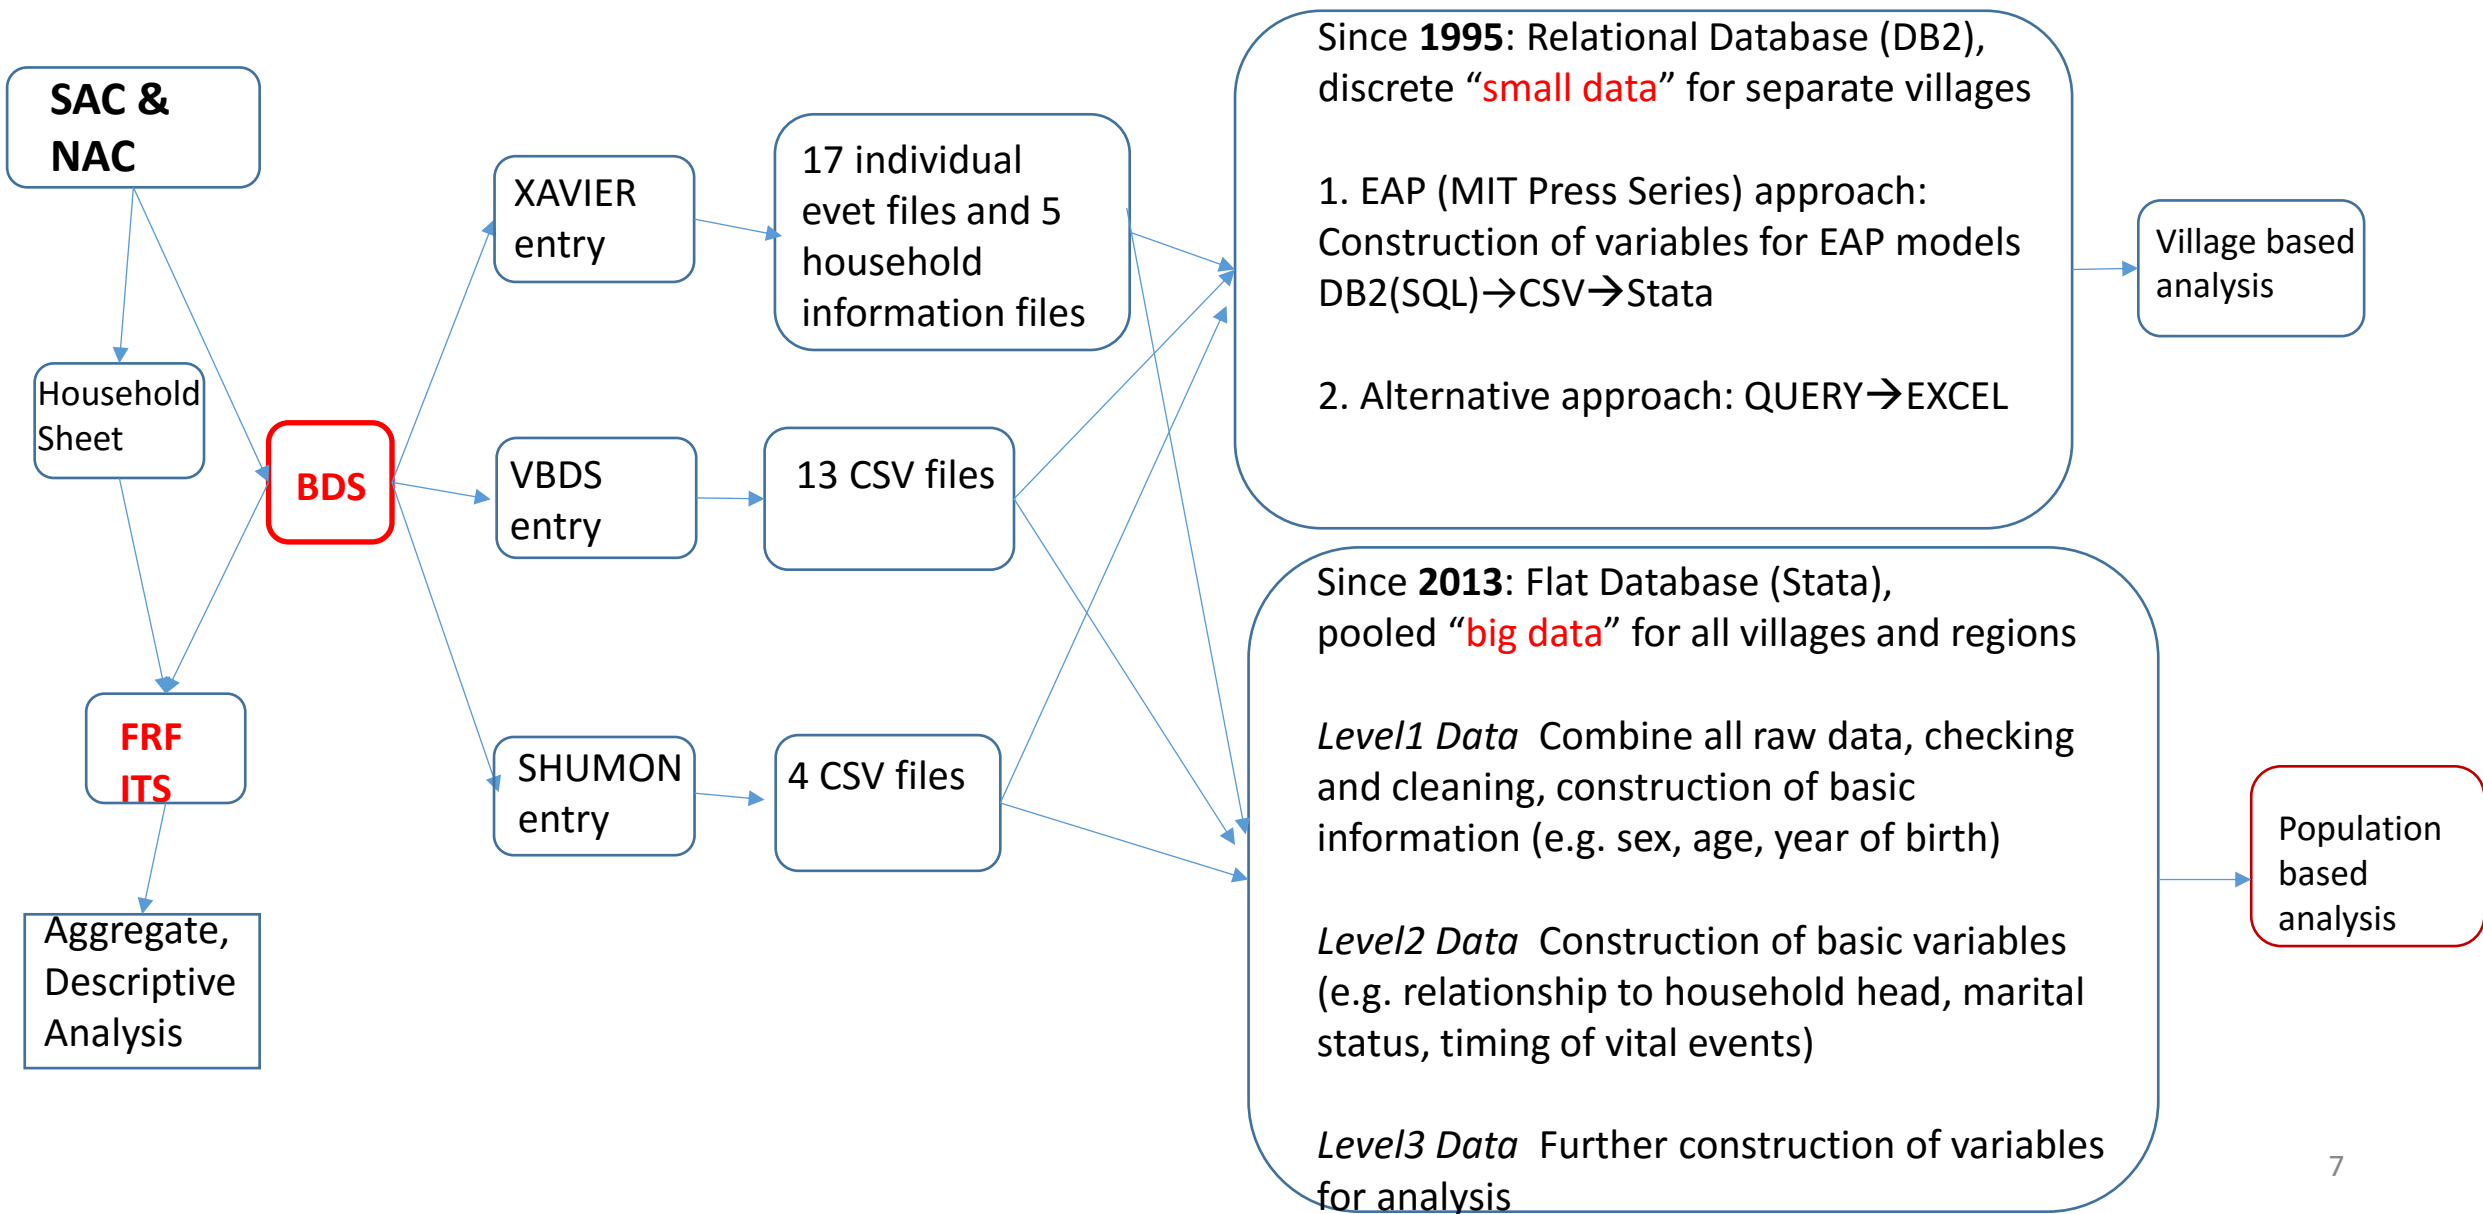 SAC &
NAC
Household
Sheet
BDS
FRF
ITS
Aggregate,
Descriptive
Analysis
XAVIER
entry
VBDS
entry
SHUMON
entry
17 individual
evet files and 5
household
information files
13 CSV files
4 CSV files
Since 1995: Relational Database (DB2),
discrete “small data” for separate villages
1. EAP (MIT Press Series) approach:
Construction of variables for EAP models
DB2(SQL)→CSV→Stata
2. Alternative approach: QUERY→EXCEL
Village based
analysis
Since 2013: Flat Database (Stata),
pooled “big data” for all villages and regions
Level1 Data  Combine all raw data, checking
and cleaning, construction of basic
information (e.g. sex, age, year of birth)
Level2 Data  Construction of basic variables
(e.g. relationship to household head, marital
status, timing of vital events)
Level3 Data  Further construction of variables
for analysis
Population
based
analysis
7